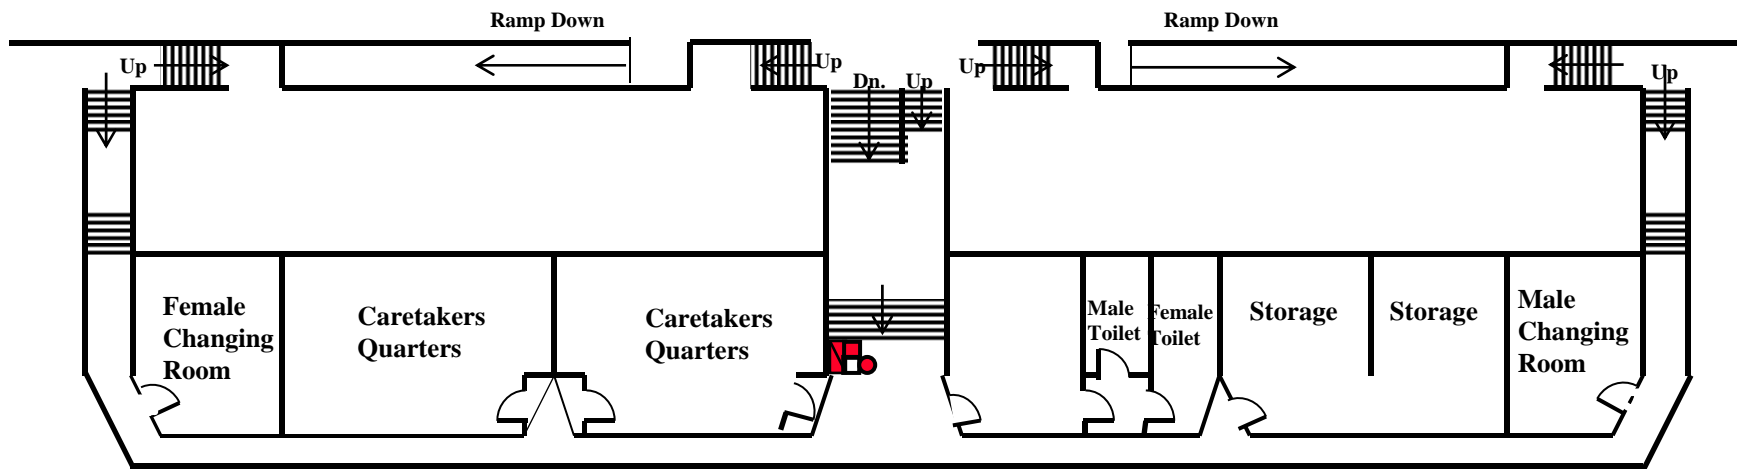 Ramp Down
Ramp Down
Up
Up
Dn.
Up
Up
Up
Female
Changing
Room
Caretakers
Quarters
Caretakers
Quarters
Male
Toilet
Female
Toilet
Storage
Storage
Male
Changing
Room